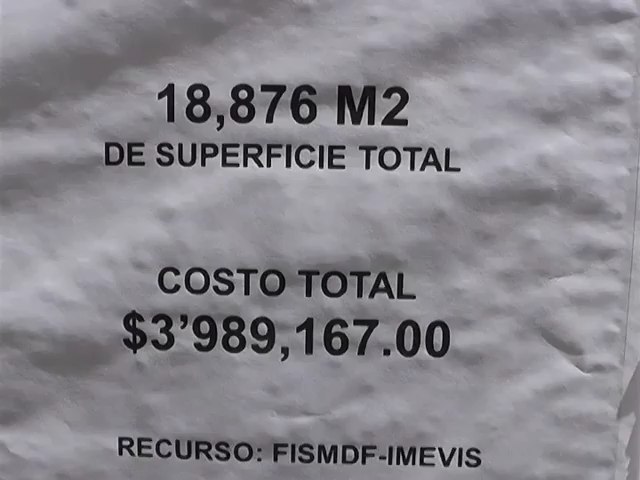 18,876 M2
DE SUPERFICIE TOTAL
COSTO TOTAL
$3’989,167.00
RECURSO: FISMDF-IMEVIS